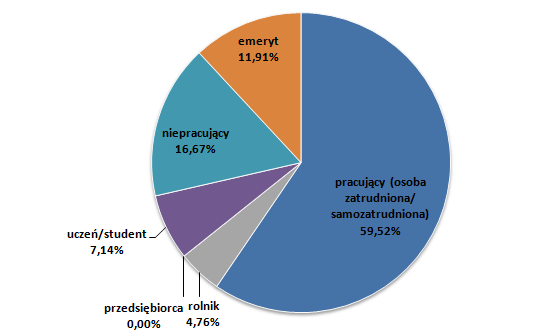 emeryt
11,91%
niepracujący
16,67%
pracujący (osoba
zatrudniona/
samozatrudniona)
59,52%
uczeń/student
7,14%
przedsiębiorca
0,00%
rolnik
4,76%